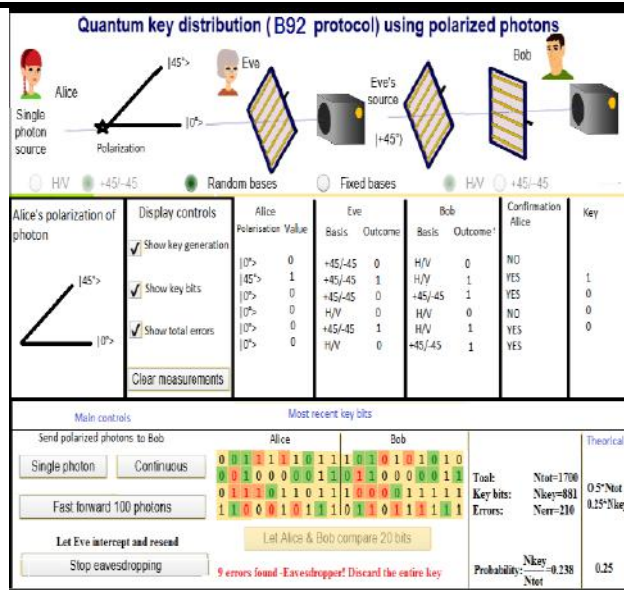 Quantum key distribution (B92 protocol) using polarized photons
|45°>
Eve
Bob
Alice
Eve's
source
Single
photon
source
|0°>
|+45°)
Polarization
H/V +45/-45 Random bases Fixed bases H/V +45/-45
Alice's polarization of
photon
|45°>
|0°>
Display controls
Show key generation
Show key bits
Show total errors
Clear measurements
Alice Eve Bob Confirmation Key
Polarisation Value Basis Outcome Basis Outcome Alice
|0°> 0 +45/-45 0 H/V 0 NO
|45°> 1 +45/-45 1 H/V 1 YES 1
|0°> 0 +45/-45 0 +45/-45 1 YES 0
|0°> 0 H/V 0 H/V 0 NO 0
|0°> 0 +45/-45 1 H/V 1 YES 0
|0°> 0 H/V 0 +45/-45 1 YES
Main controls
Send polarized photons to Bob
Single photon Continuous
Fast forward 100 photons
Let Eve intercept and resend
Stop eavesdropping
Most recent key bits
Alice Bob
0 0 1 1 1 1 1 0 1 1 1 0 1 0 1 0 1 0 1 0
0 0 1 0 0 0 0 0 1 1 0 1 1 0 0 0 0 0 1 1
0 1 1 1 0 1 1 0 1 1 1 0 0 0 0 1 1 1 1 1
1 1 0 0 0 1 0 1 1 1 0 1 1 0 1 1 1 1 1 1
Let Alice & Bob compare 20 bits
9 errors found -Eavesdropper! Discard the entire key
Theorical
Toal: Ntot=1700
Key bits: Nkey=881 0.5*Ntot
Errors: Nerr=210 0.25*Nkey
Probability: Nkey/Ntot =0.238 0.25